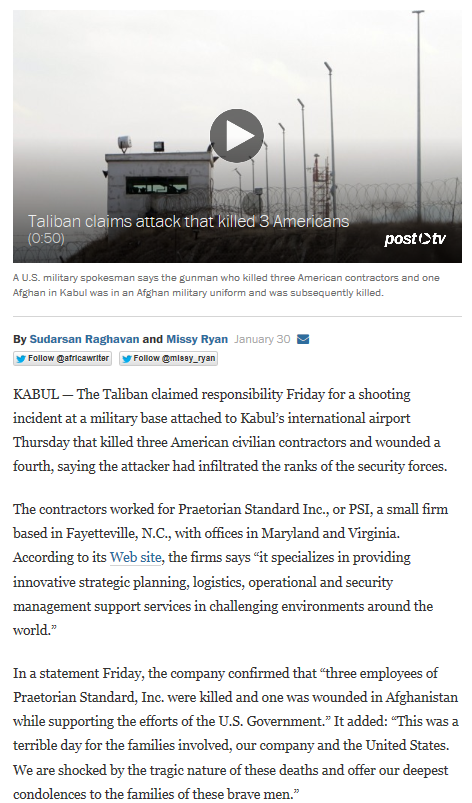 Taliban claims attack that killed 3 Americans
(0:50)
post tv
A U.S. military spokesman says the gunman who killed three American contractors and one
Afghan in Kabul was in an Afghan military uniform and was subsequently killed.
By Sudarsan Raghavan and Missy Ryan January 30
Follow @africawriter Follow @missy_ryan
KABUL — The Taliban claimed responsibility Friday for a shooting
incident at a military base attached to Kabul’s international airport
Thursday that killed three American civilian contractors and wounded a
fourth, saying the attacker had infiltrated the ranks of the security forces.
The contractors worked for Praetorian Standard Inc., or PSI, a small firm
based in Fayetteville, N.C., with offices in Maryland and Virginia.
According to its Web site, the firms says “it specializes in providing
innovative strategic planning, logistics, operational and security
management support services in challenging environments around the
world.”
In a statement Friday, the company confirmed that “three employees of
Praetorian Standard, Inc. were killed and one was wounded in Afghanistan
while supporting the efforts of the U.S. Government.” It added: “This was a
terrible day for the families involved, our company and the United States.
We are shocked by the tragic nature of these deaths and offer our deepest
condolences to the families of these brave men.”